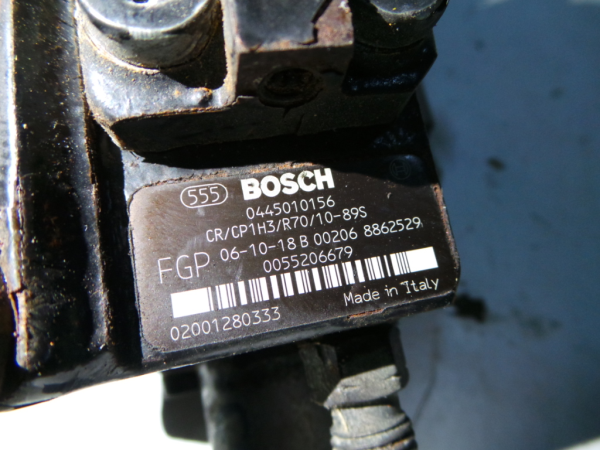 555 BOSCH
0445010156
CR/CP1H3/R70/10-89S
FGP 06-10-18 B 00206 8862529
0055206679
Made in Italy
02001280333